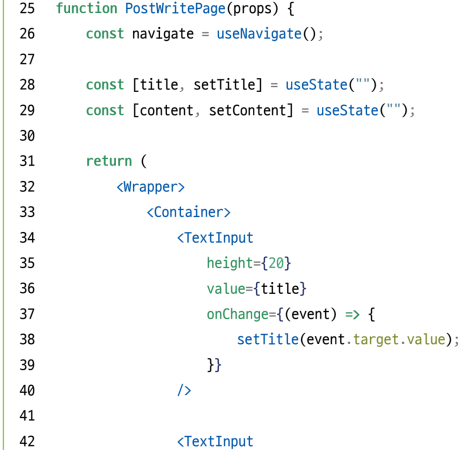 25 function PostWritePage(props) {
26     const navigate = useNavigate();
27
28     const [title, setTitle] = useState("");
29     const [content, setContent] = useState("");
30
31     return (
32         <Wrapper>
33             <Container>
34                 <TextInput
35                     height={20}
36                     value={title}
37                     onChange={(event) => {
38                         setTitle(event.target.value);
39                     }}
40                 />
41
42                 <TextInput